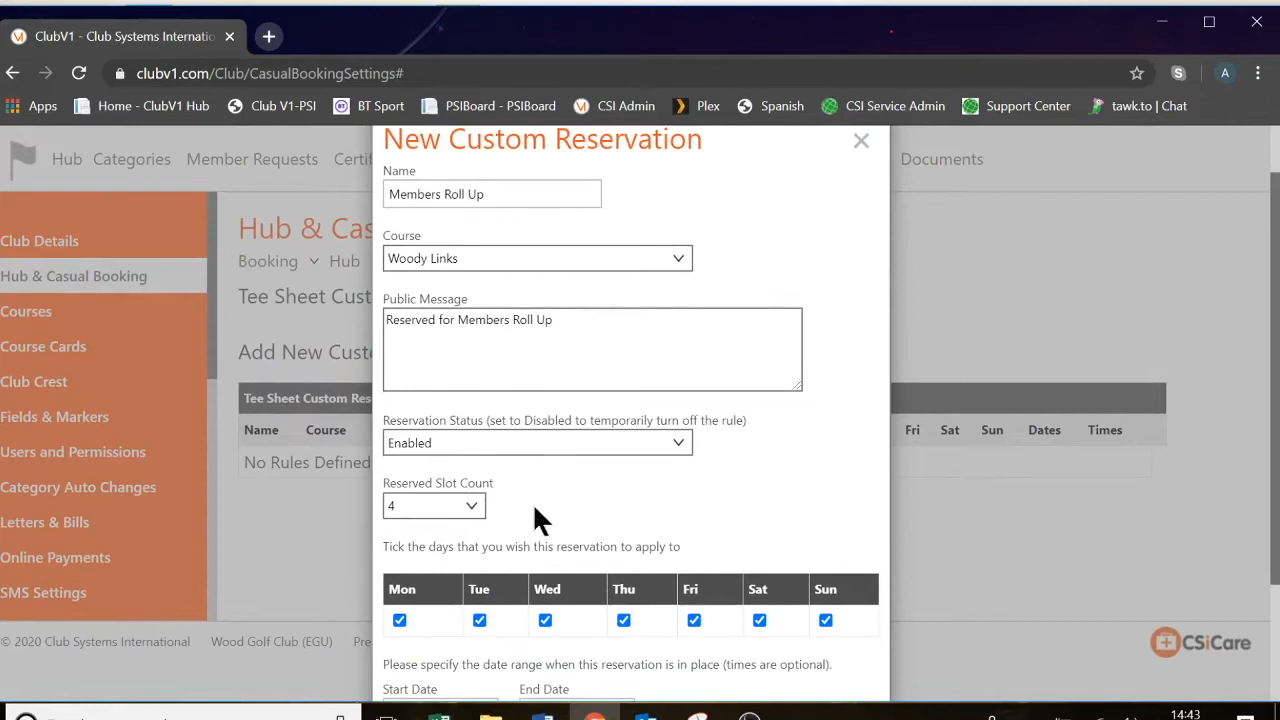 ClubV1 - Club Systems Internatio
clubv1.com/Club/CasualBookingSettings#
A
Apps
Home - ClubV1 Hub
Club V1-PSI
BT Sport
PSIBoard - PSIBoard
CSI Admin
Plex
Spanish
CSI Service Admin
Support Center
tawk.to | Chat
Hub Categories Member Requests Certi
Documents
New Custom Reservation
Name
Members Roll Up
Course
Woody Links
Public Message
Reserved for Members Roll Up
Reservation Status (set to Disabled to temporarily turn off the rule)
Enabled
Reserved Slot Count
4
Tick the days that you wish this reservation to apply to
Mon Tue Wed Thu Fri Sat Sun
Please specify the date range when this reservation is in place (times are optional).
Start Date End Date
Club Details
Hub & Casual Booking
Courses
Course Cards
Club Crest
Fields & Markers
Users and Permissions
Category Auto Changes
Letters & Bills
Online Payments
SMS Settings
Hub & Cas
Booking Hub
Tee Sheet Cust
Add New Custo
Tee Sheet Custom Res
Name Course Fri Sat Sun Dates Times
No Rules Defined
© 2020 Club Systems International Wood Golf Club (EGU) Pre
CSiCare
14:43